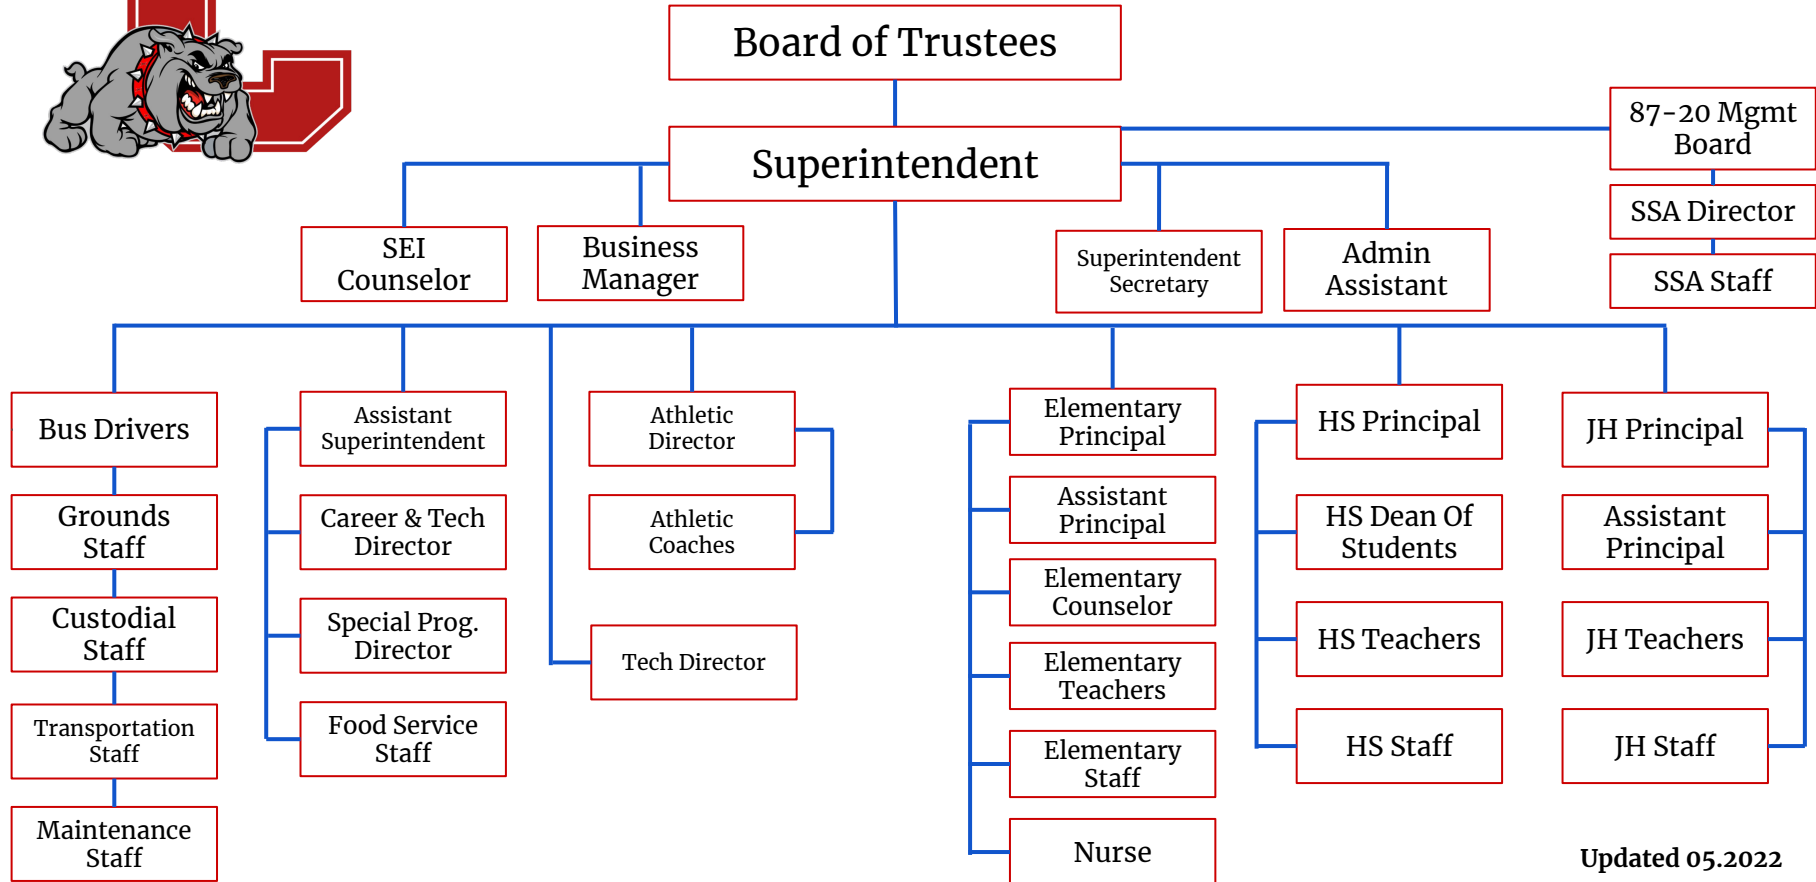 Board of Trustees
Superintendent
87-20 Mgmt
Board
SSA Director
SSA Staff
SEI
Counselor
Business
Manager
Superintendent
Secretary
Admin
Assistant
Bus Drivers
Grounds
Staff
Custodial
Staff
Transportation
Staff
Maintenance
Staff
Assistant
Superintendent
Career & Tech
Director
Special Prog.
Director
Food Service
Staff
Athletic
Director
Athletic
Coaches
Tech Director
Elementary
Principal
Assistant
Principal
Elementary
Counselor
Elementary
Teachers
Elementary
Staff
Nurse
HS Principal
HS Dean Of
Students
HS Teachers
HS Staff
JH Principal
Assistant
Principal
JH Teachers
JH Staff
Updated 05.2022